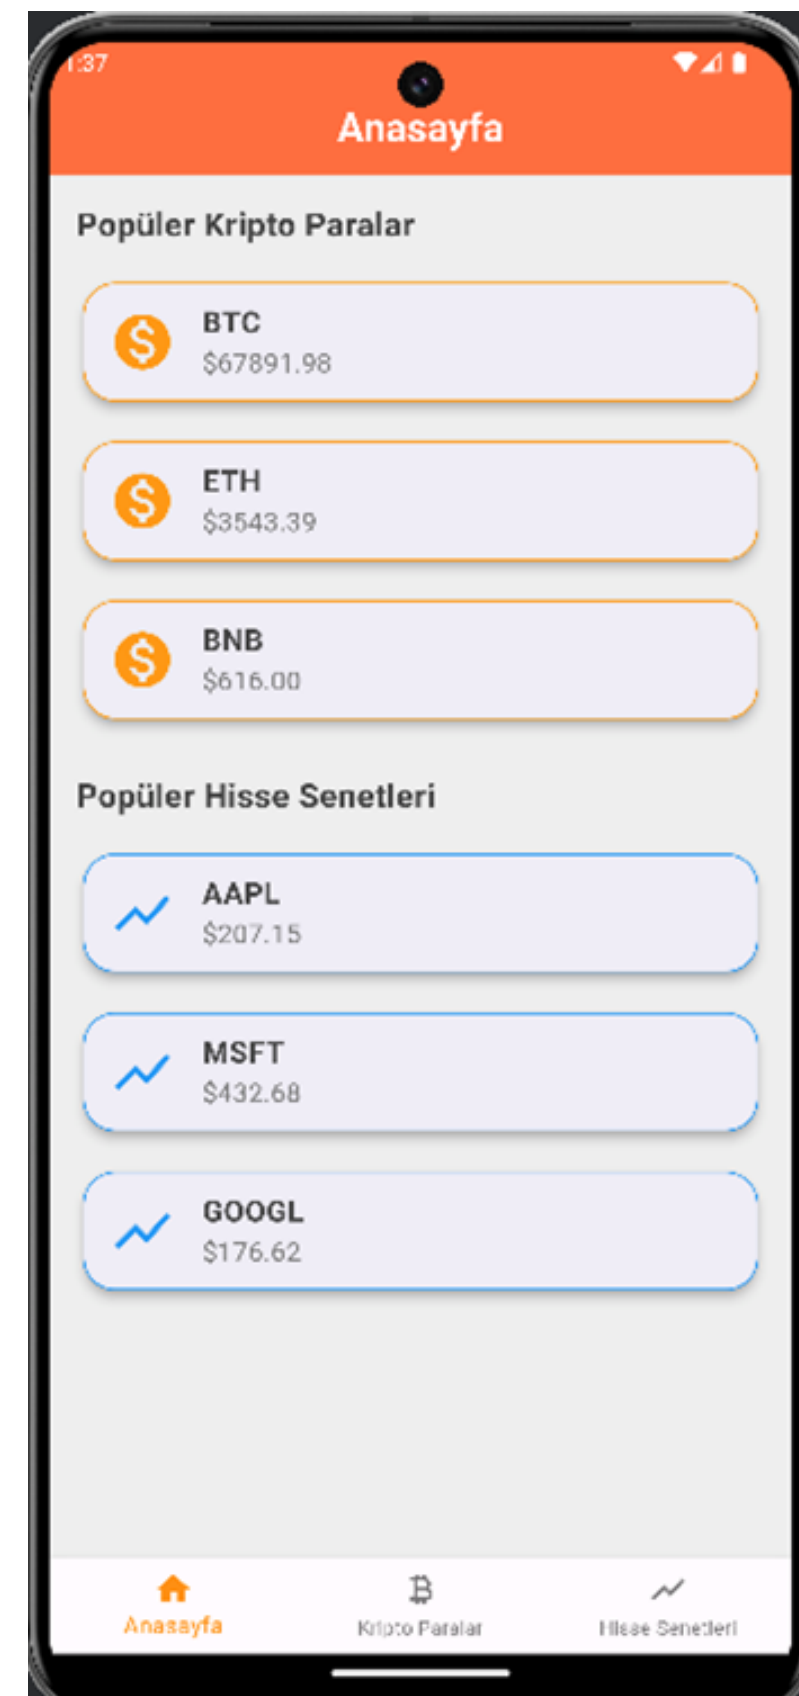 1:37
Anasayfa
Popüler Kripto Paralar
BTC
$67891.98
ETH
$3543.39
BNB
$616.00
Popüler Hisse Senetleri
AAPL
$207.15
MSFT
$432.68
GOOGL
$176.62
Anasayfa
Kripto Paralar
Hisse Senetleri